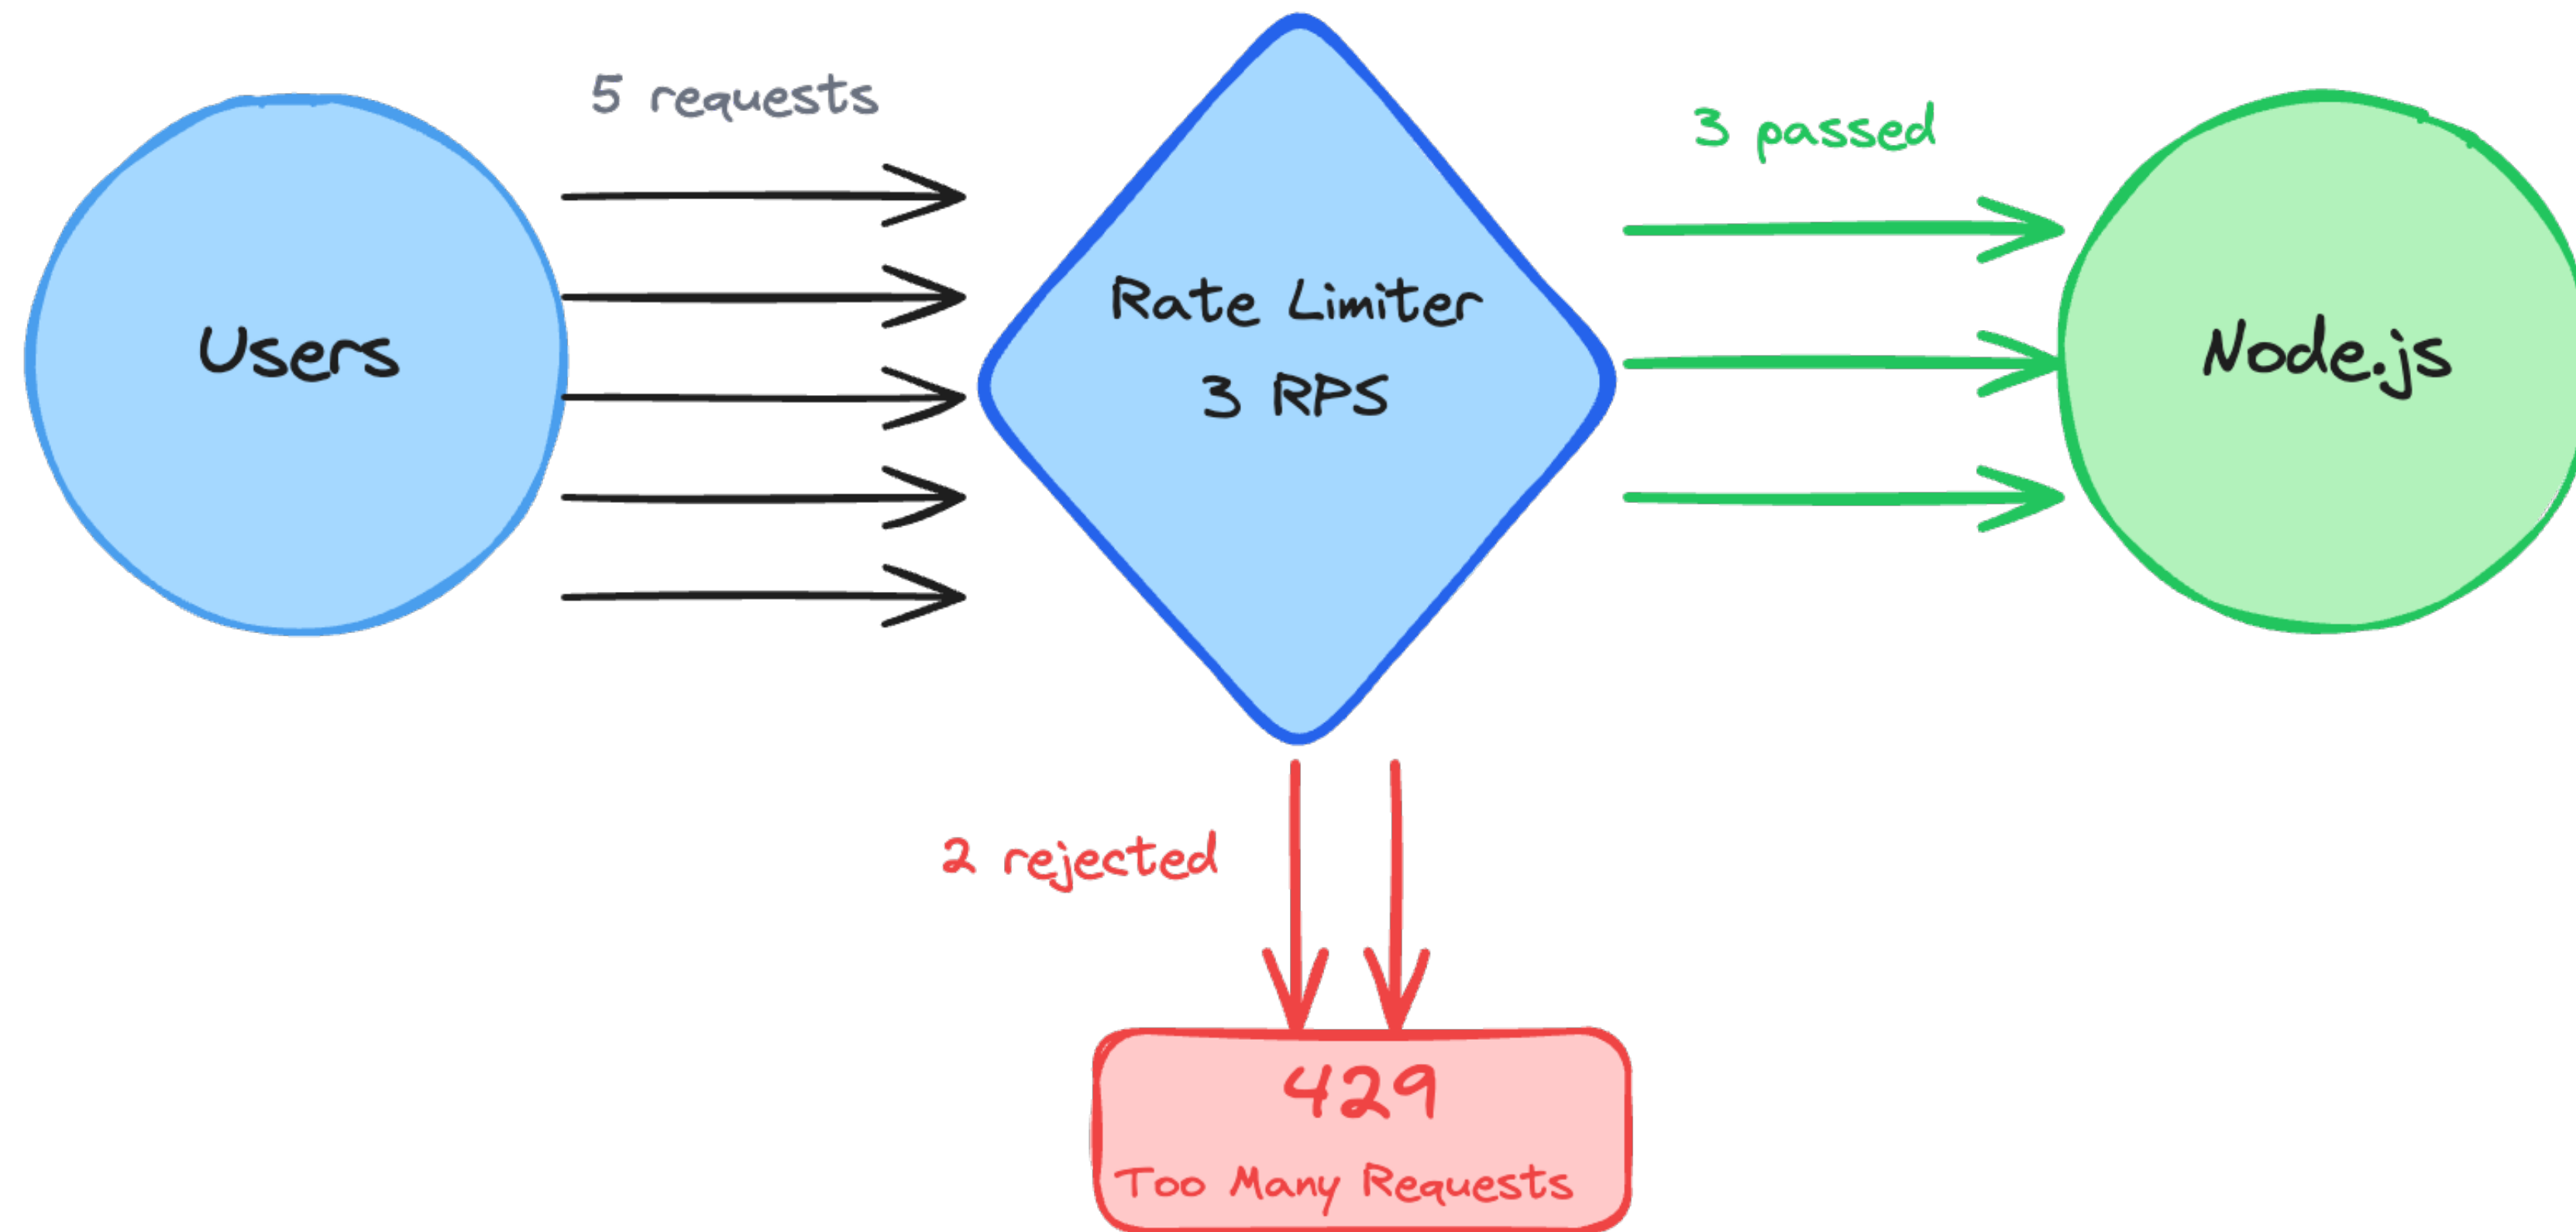 5 requests
3 passed
Users
Rate Limiter
3 RPS
Node.js
2 rejected
429
Too Many Requests